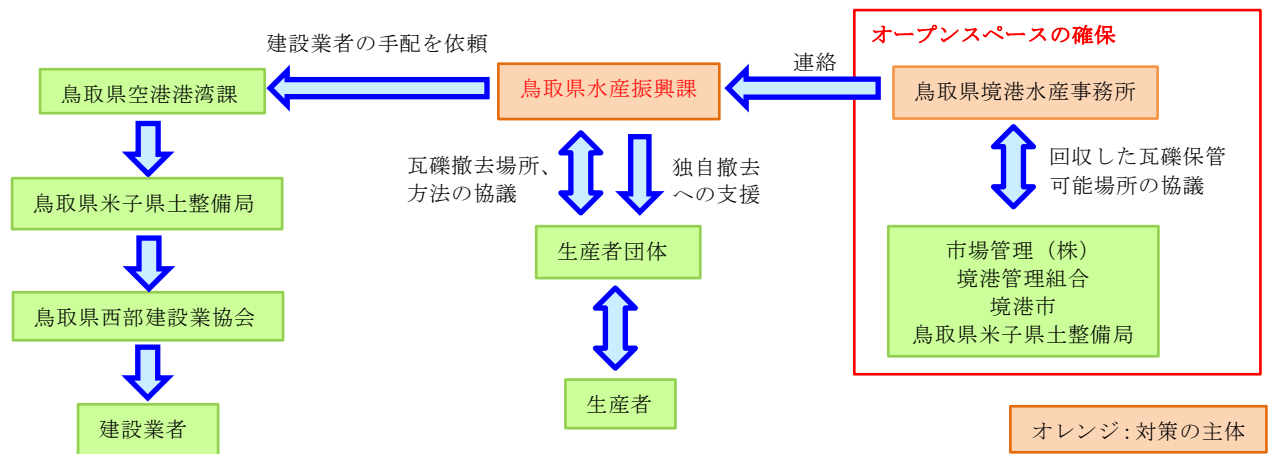 オープンスペースの確保
建設業者の手配を依頼
連絡
鳥取県空港港湾課
鳥取県水産振興課
鳥取県境港水産事務所
瓦礫撤去場所、
方法の協議
独自撤去
への支援
回収した瓦礫保管
可能場所の協議
鳥取県米子県土整備局
生産者団体
市場管理（株）
境港管理組合
境港市
鳥取県米子県土整備局
鳥取県西部建設業協会
生産者
建設業者
オレンジ：対策の主体